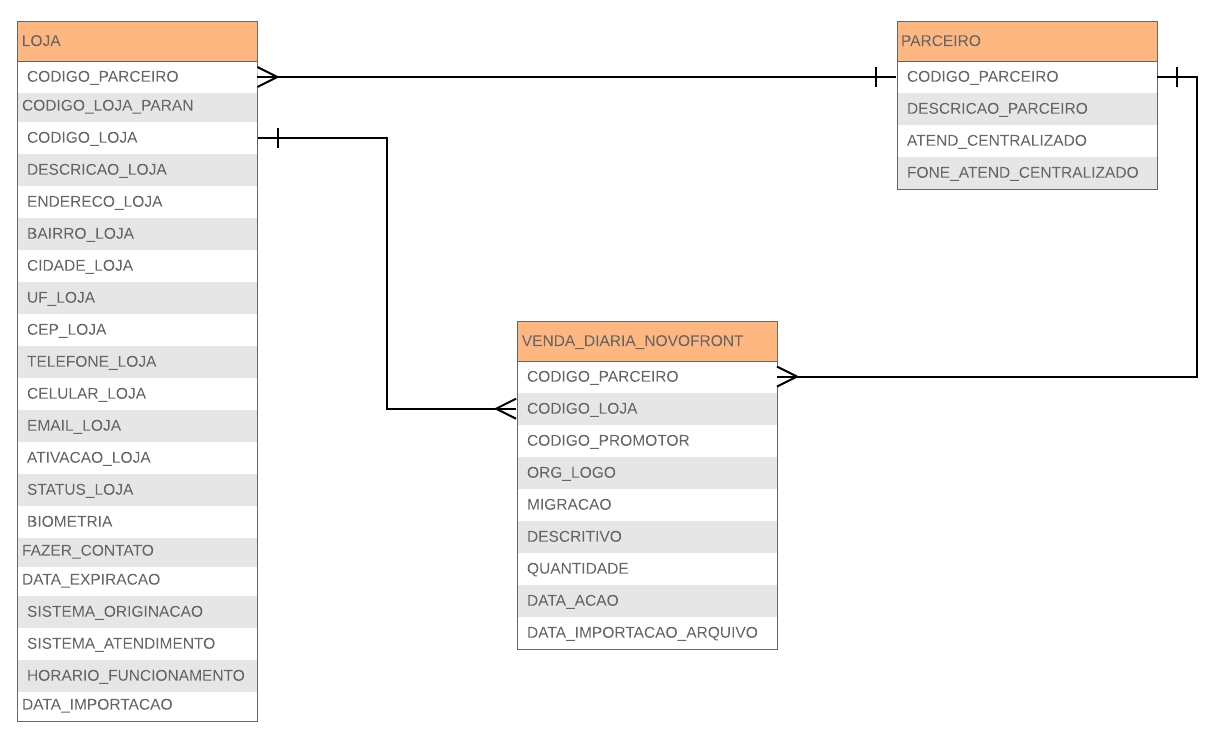 LOJA
CODIGO_PARCEIRO
CODIGO_LOJA_PARAN
CODIGO_LOJA
DESCRICAO_LOJA
ENDERECO_LOJA
BAIRRO_LOJA
CIDADE_LOJA
UF_LOJA
CEP_LOJA
TELEFONE_LOJA
CELULAR_LOJA
EMAIL_LOJA
ATIVACAO_LOJA
STATUS_LOJA
BIOMETRIA
FAZER_CONTATO
DATA_EXPIRACAO
SISTEMA_ORIGINACAO
SISTEMA_ATENDIMENTO
HORARIO_FUNCIONAMENTO
DATA_IMPORTACAO
PARCEIRO
CODIGO_PARCEIRO
DESCRICAO_PARCEIRO
ATEND_CENTRALIZADO
FONE_ATEND_CENTRALIZADO
VENDA_DIARIA_NOVOFRONT
CODIGO_PARCEIRO
CODIGO_LOJA
CODIGO_PROMOTOR
ORG_LOGO
MIGRACAO
DESCRITIVO
QUANTIDADE
DATA_ACAO
DATA_IMPORTACAO_ARQUIVO